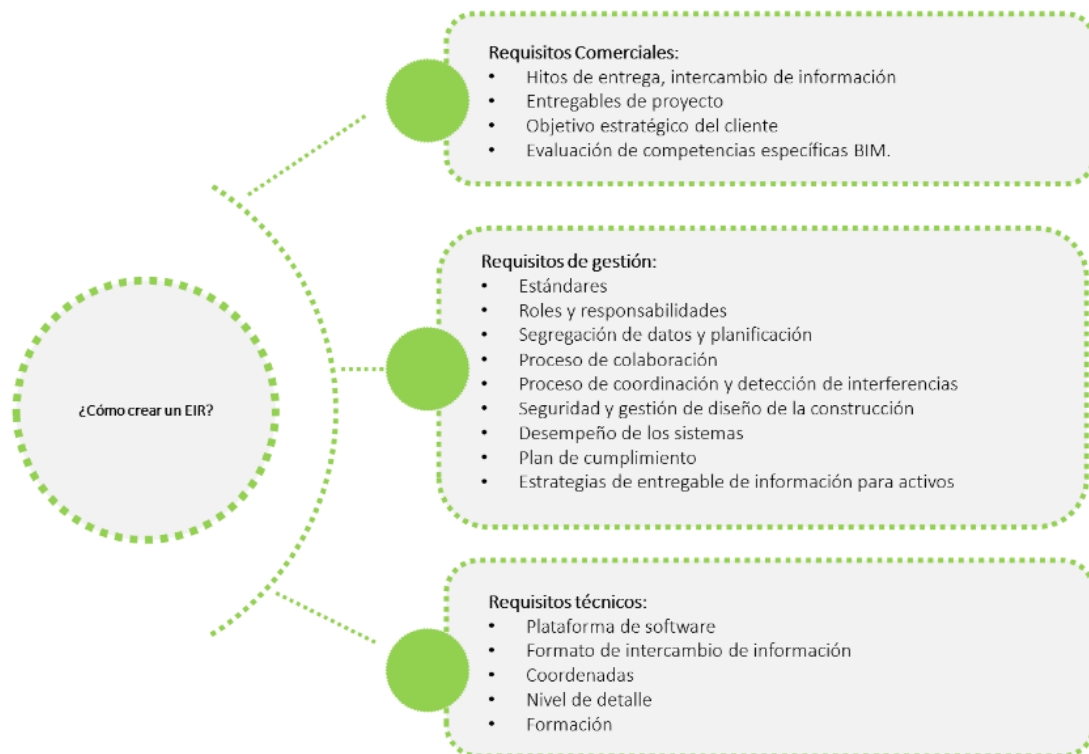 ¿Cómo crear un EIR?
Requisitos Comerciales:
• Hitos de entrega, intercambio de información
• Entregables de proyecto
• Objetivo estratégico del cliente
• Evaluación de competencias específicas BIM.
Requisitos de gestión:
• Estándares
• Roles y responsabilidades
• Segregación de datos y planificación
• Proceso de colaboración
• Proceso de coordinación y detección de interferencias
• Seguridad y gestión de diseño de la construcción
• Desempeño de los sistemas
• Plan de cumplimiento
• Estrategias de entregable de información para activos
Requisitos técnicos:
• Plataforma de software
• Formato de intercambio de información
• Coordenadas
• Nivel de detalle
• Formación